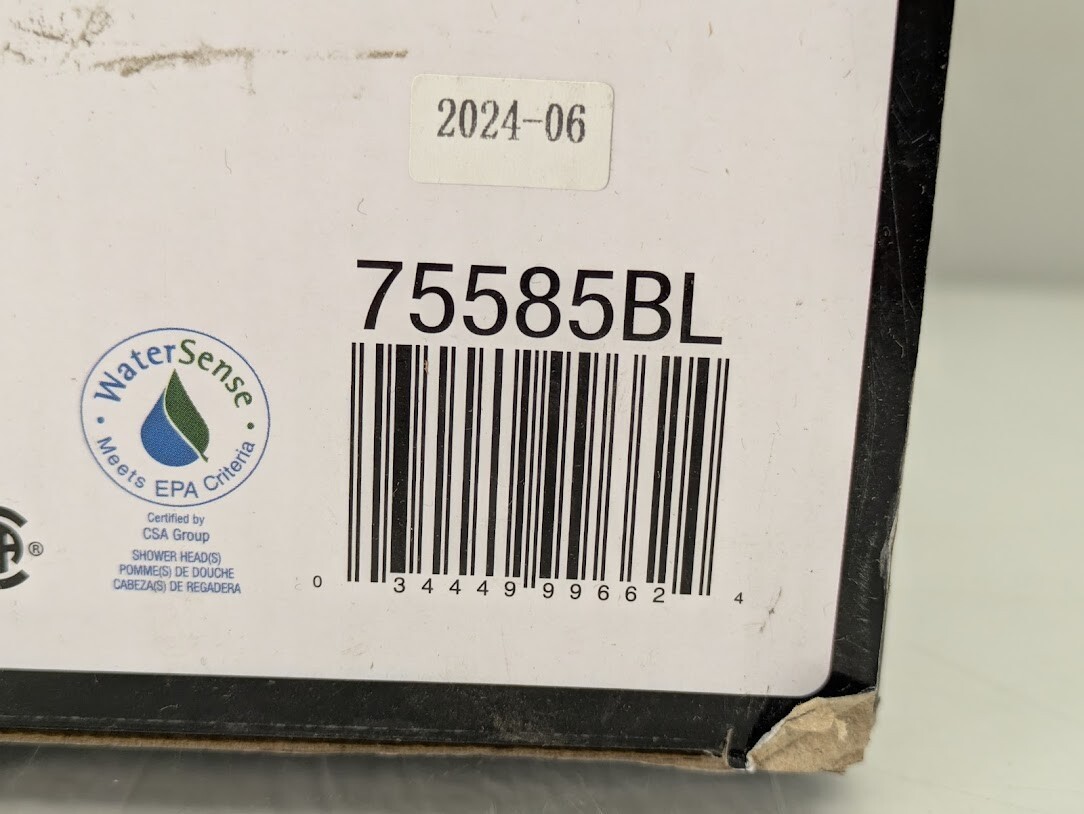 2024-06
75585BL
WaterSense
Meets EPA Criteria
Certified by
CSA Group
SHOWER HEAD(S)
POMME(S) DE DOUCHE
CABEZA(S) DE REGADERA
®
0 34449 99662 4